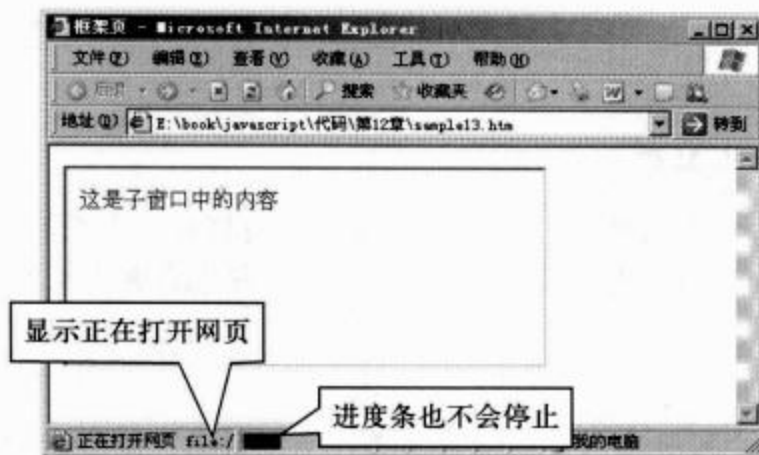 框架页 - Microsoft Internet Explorer
文件(F) 编辑(E) 查看(V) 收藏(A) 工具(T) 帮助(H)
搜索 收藏夹
地址(D) E:\book\javascript\代码\第12章\sample13.htm 转到
这是子窗口中的内容
显示正在打开网页
进度条也不会停止
正在打开网页 file:/ 我的电脑